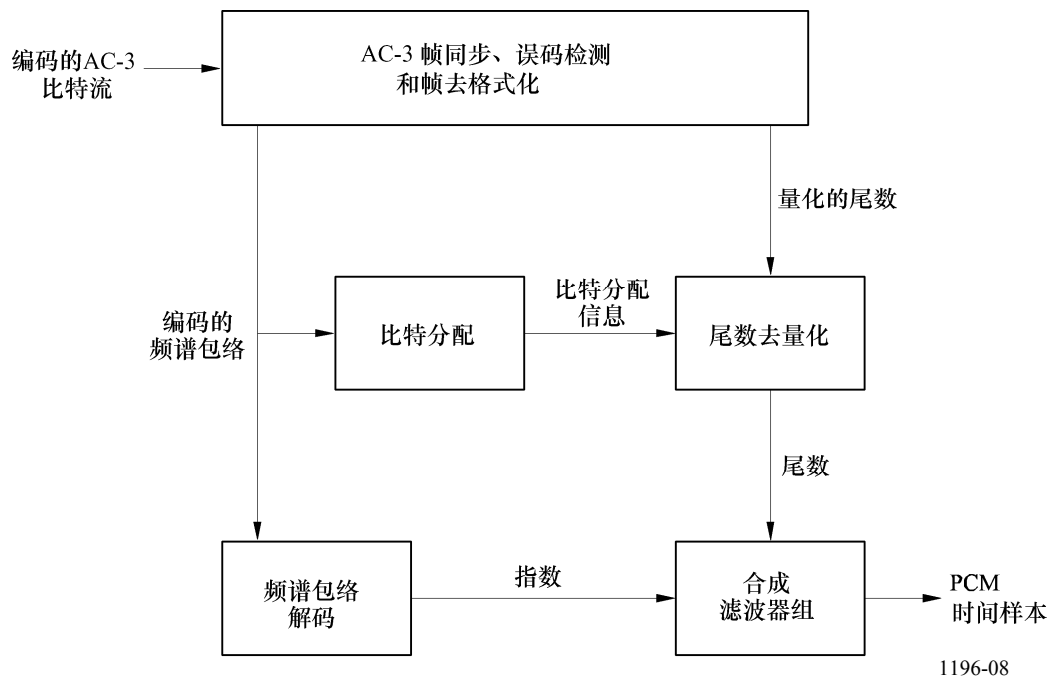 编码的AC-3
比特流
AC-3 帧同步、误码检测
和帧去格式化
量化的尾数
编码的
频谱包络
比特分配
比特分配
信息
尾数去量化
尾数
频谱包络
解码
指数
合成
滤波器组
PCM
时间样本
1196-08